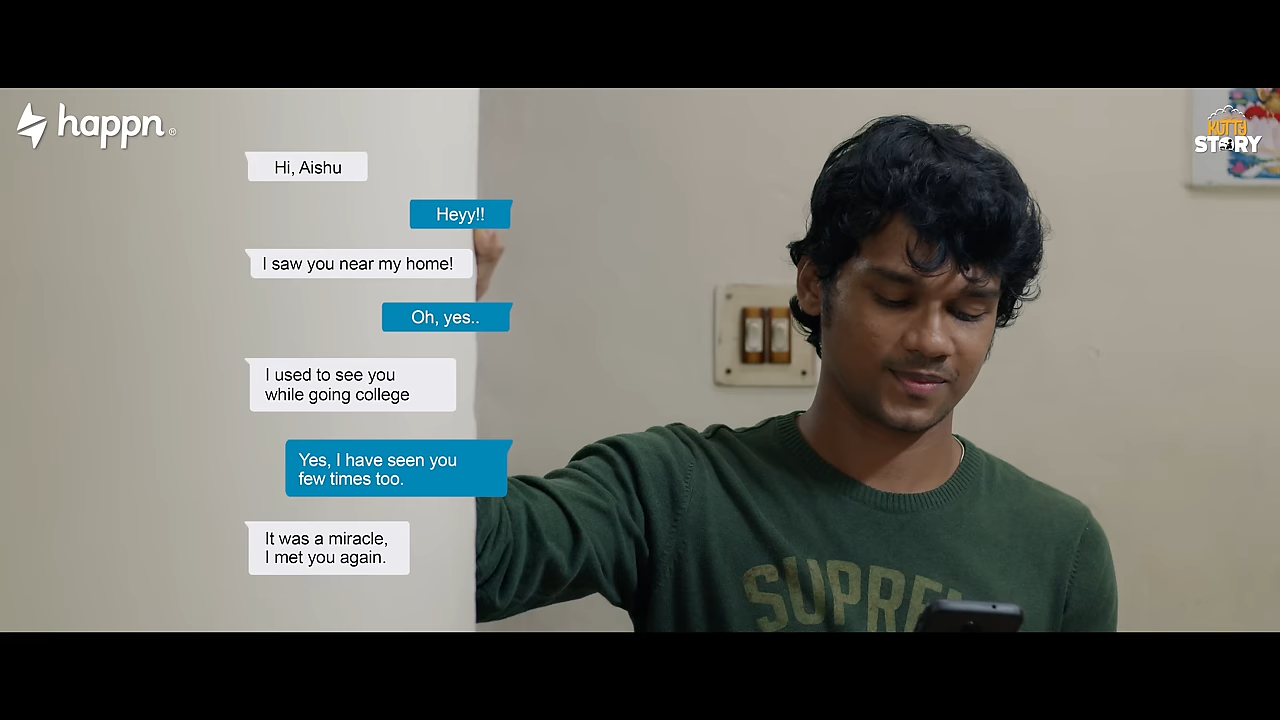 happn
KUTTY
STORY
Hi, Aishu
Heyy!!
I saw you near my home!
Oh, yes..
I used to see you
while going college
Yes, I have seen you
few times too.
It was a miracle,
I met you again.